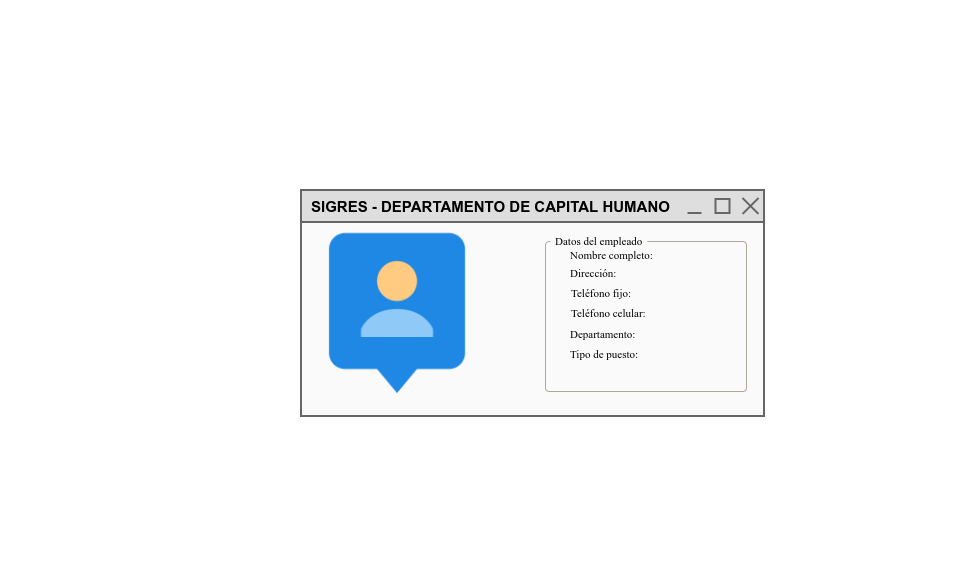 SIGRES - DEPARTAMENTO DE CAPITAL HUMANO
Datos del empleado
Nombre completo:
Dirección:
Teléfono fijo:
Teléfono celular:
Departamento:
Tipo de puesto: